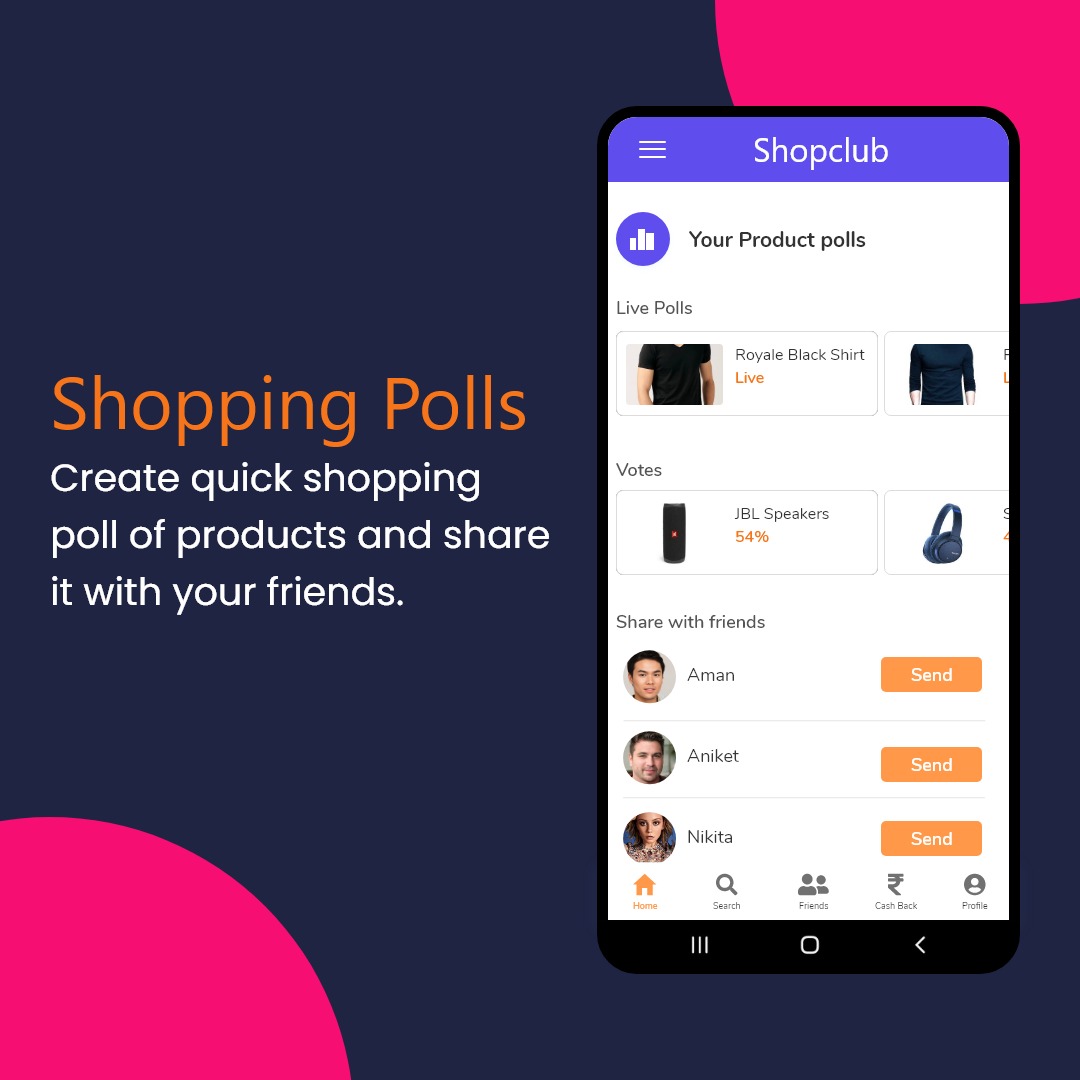 Shopping Polls
Create quick shopping
poll of products and share
it with your friends.
Shopclub
Your Product polls
Live Polls
Royale Black Shirt
Live
Votes
JBL Speakers
54%
Share with friends
Aman
Send
Aniket
Send
Nikita
Send
Home
Search
Friends
Cash Back
Profile